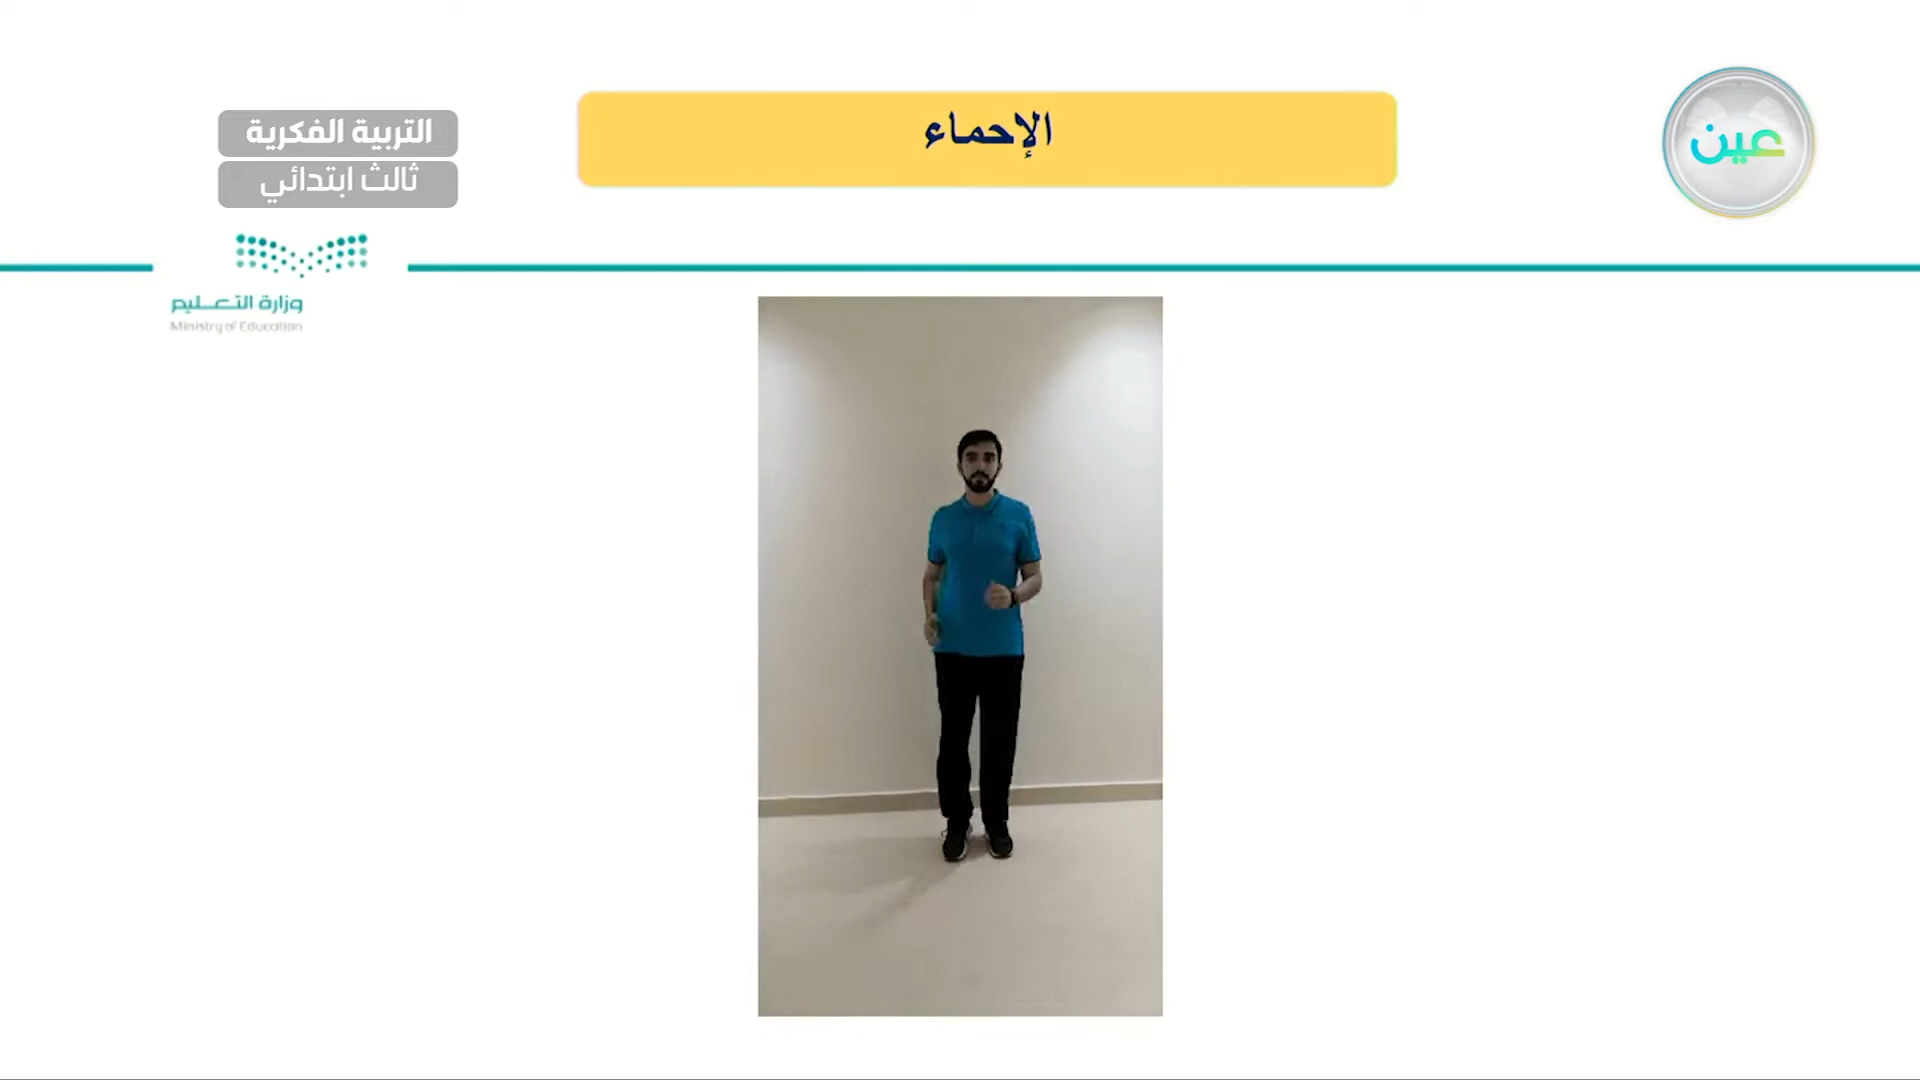 الإحماء
التربية الفكرية
ثالث ابتدائي
عين
وزارة التعليم
Ministry of Education